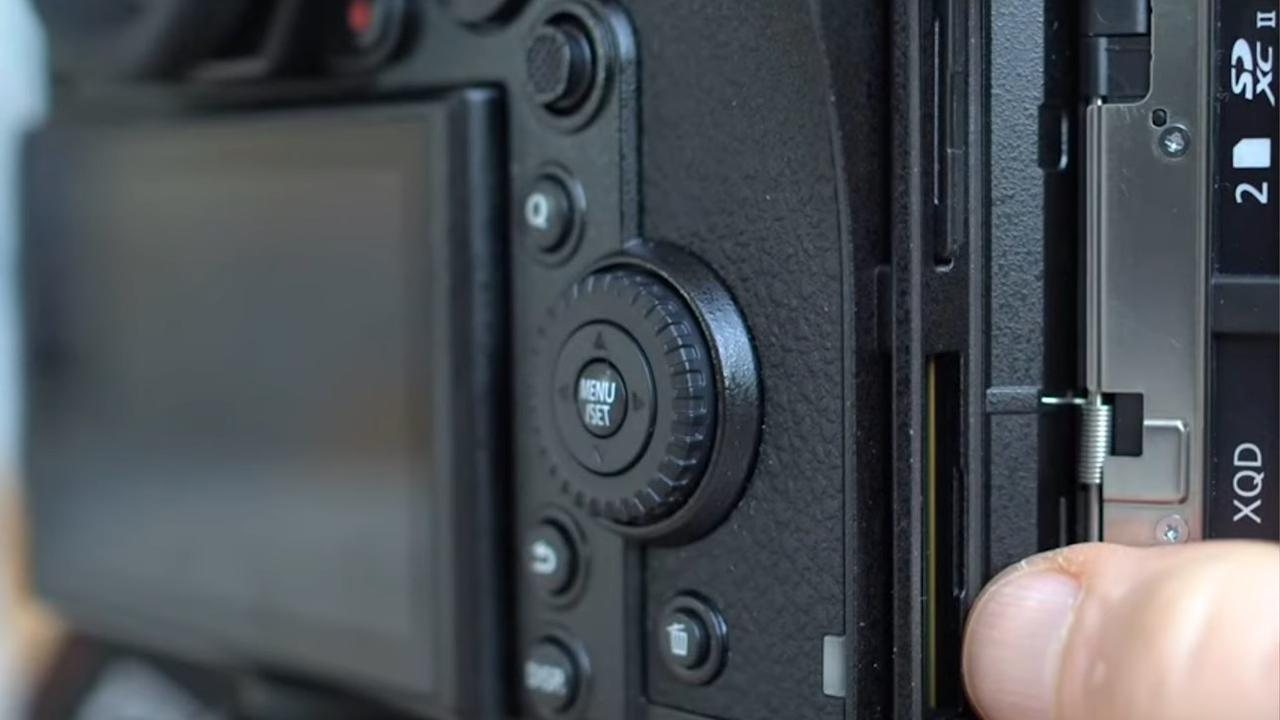 Q
MENU
/SET
DISP.
SD
XC II
2
XQD